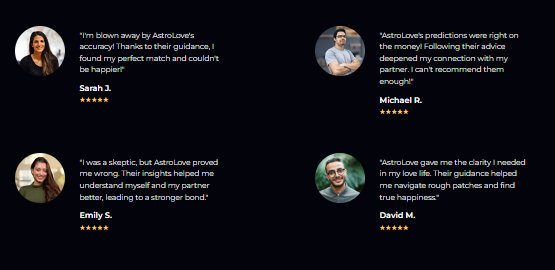 "I'm blown away by AstroLove's
accuracy! Thanks to their guidance, I
found my perfect match and couldn't
be happier!"
Sarah J.
★★★★★
"AstroLove's predictions were right on
the money! Following their advice
deepened my connection with my
partner. I can't recommend them
enough!"
Michael R.
★★★★★
"I was a skeptic, but AstroLove proved
me wrong. Their insights helped me
understand myself and my partner
better, leading to a stronger bond."
Emily S.
★★★★★
"AstroLove gave me the clarity I needed
in my love life. Their guidance helped
me navigate rough patches and find
true happiness."
David M.
★★★★★